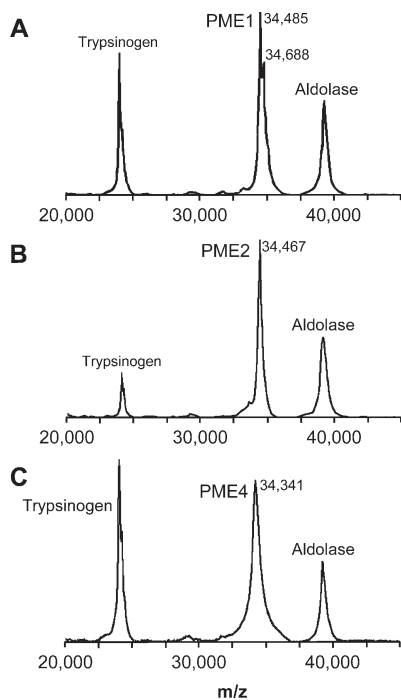 A
PME1 34,485
34,688
Trypsinogen
Aldolase
20,000 30,000 40,000
B
PME2 34,467
Aldolase
Trypsinogen
20,000 30,000 40,000
C
PME4 34,341
Trypsinogen
Aldolase
20,000 30,000 40,000
m/z